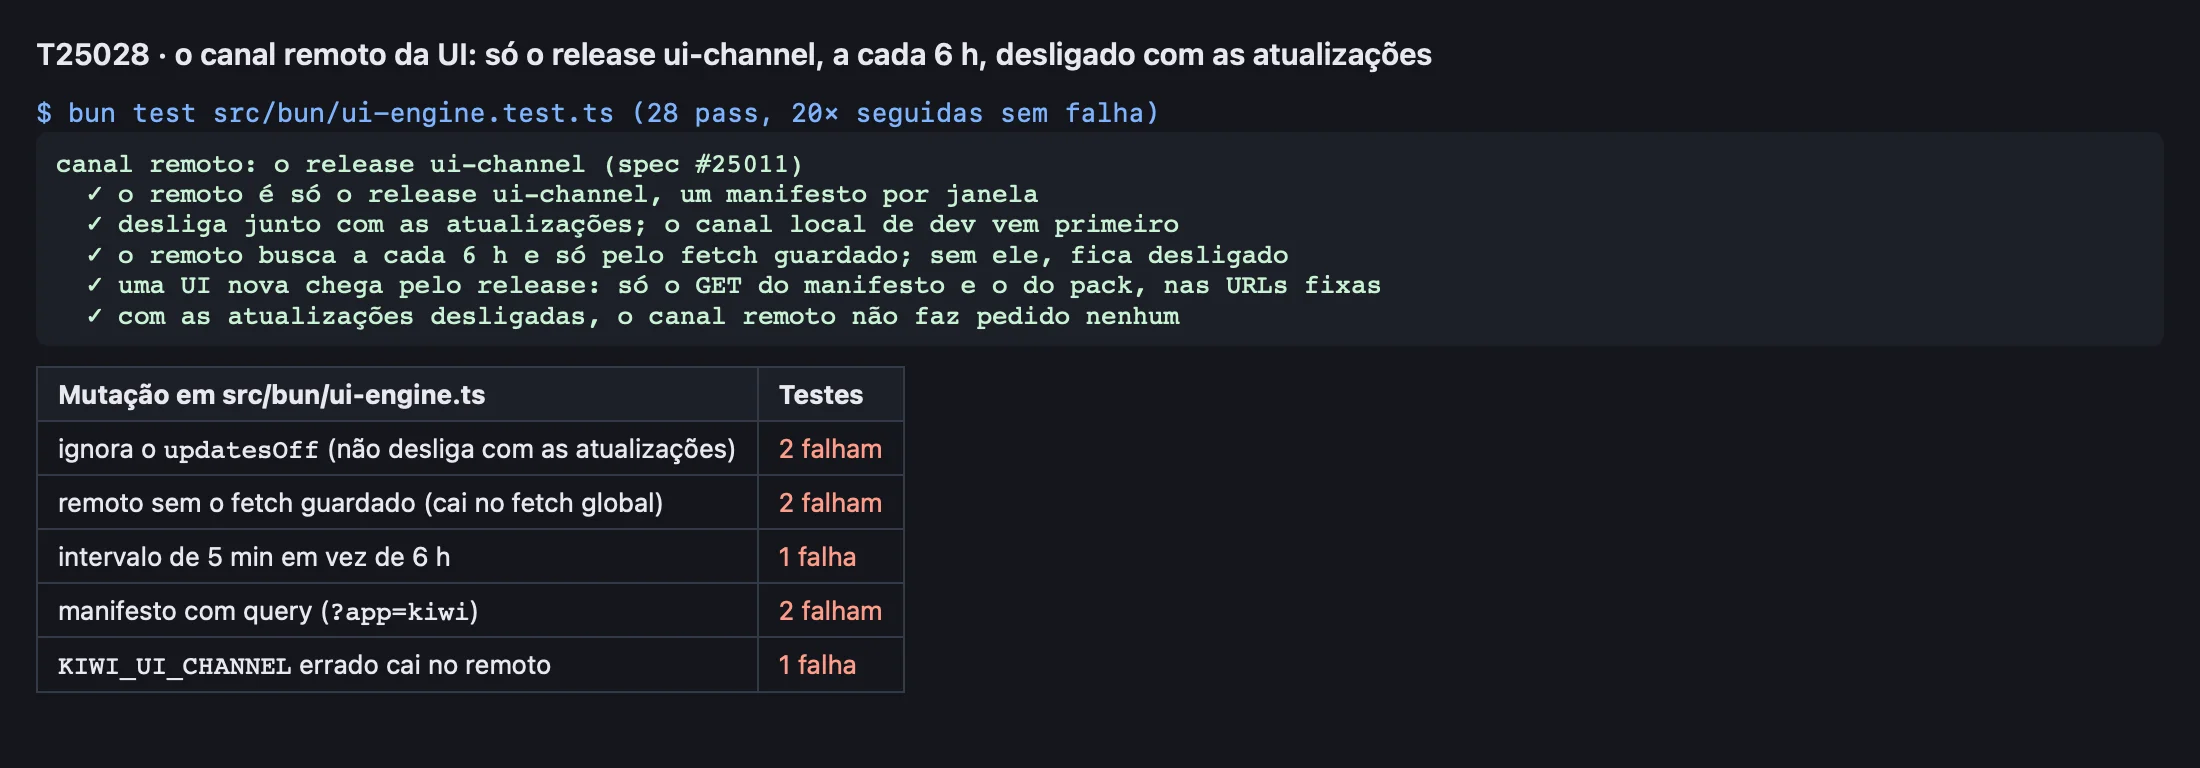 T25028 · o canal remoto da UI: só o release ui-channel, a cada 6 h, desligado com as atualizações
$ bun test src/bun/ui-engine.test.ts (28 pass, 20× seguidas sem falha)
canal remoto: o release ui-channel (spec #25011)
✓ o remoto é só o release ui-channel, um manifesto por janela
✓ desliga junto com as atualizações; o canal local de dev vem primeiro
✓ o remoto busca a cada 6 h e só pelo fetch guardado; sem ele, fica desligado
✓ uma UI nova chega pelo release: só o GET do manifesto e o do pack, nas URLs fixas
✓ com as atualizações desligadas, o canal remoto não faz pedido nenhum
Mutação em src/bun/ui-engine.ts Testes
ignora o updatesOff (não desliga com as atualizações) 2 falham
remoto sem o fetch guardado (cai no fetch global) 2 falham
intervalo de 5 min em vez de 6 h 1 falha
manifesto com query (?app=kiwi) 2 falham
KIWI_UI_CHANNEL errado cai no remoto 1 falha